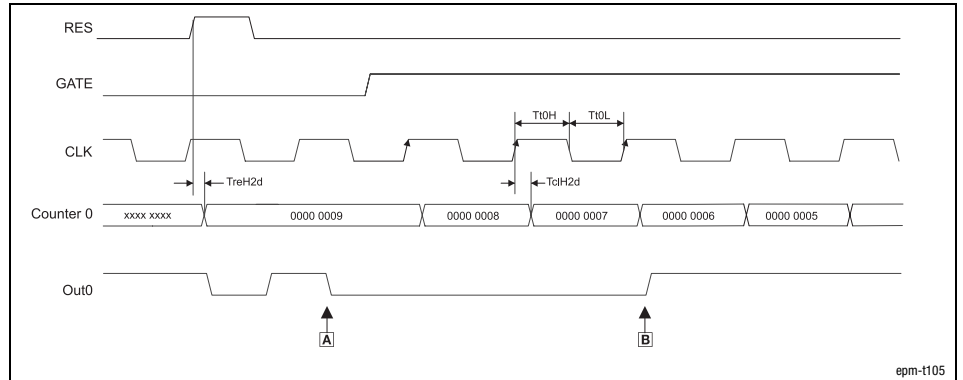 RES
GATE
Tt0H Tt0L
CLK
TreH2d TclH2d
Counter 0 xxxx xxxx 0000 0009 0000 0008 0000 0007 0000 0006 0000 0005
Out0
A B
epm-t105